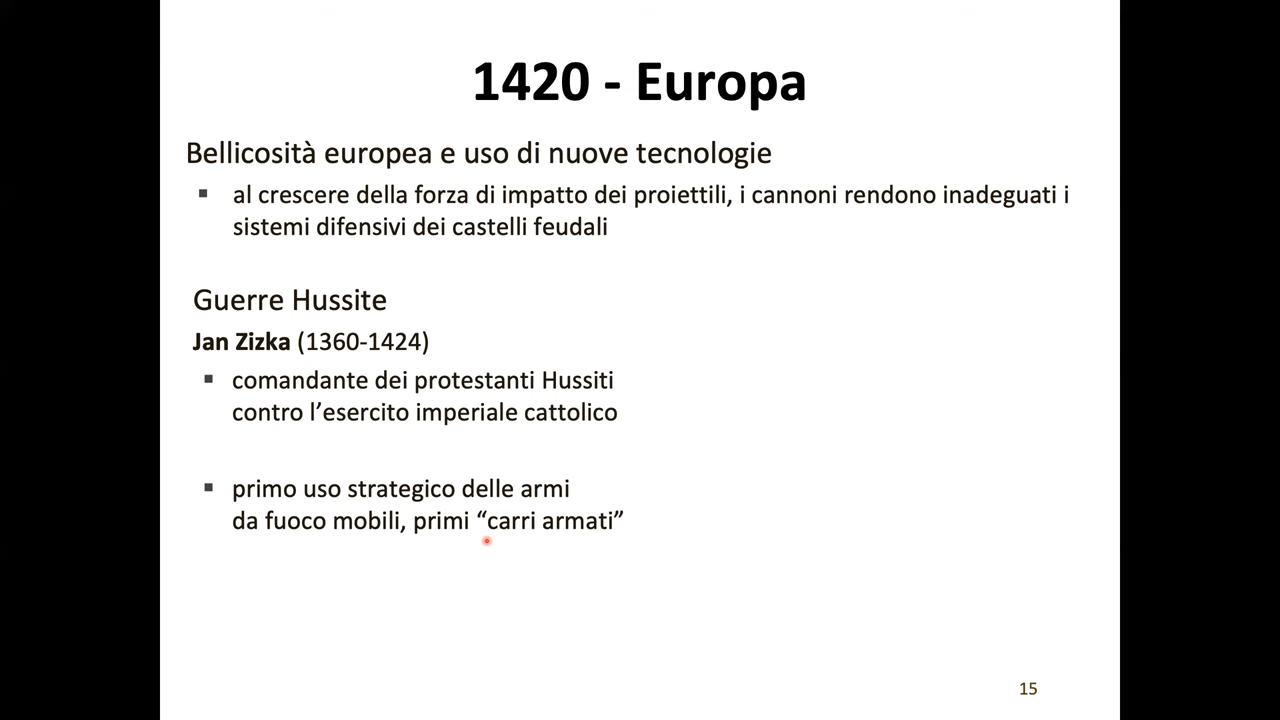 1420 - Europa
Bellicosità europea e uso di nuove tecnologie
▪ al crescere della forza di impatto dei proiettili, i cannoni rendono inadeguati i
sistemi difensivi dei castelli feudali
Guerre Hussite
Jan Zizka (1360-1424)
▪ comandante dei protestanti Hussiti
contro l’esercito imperiale cattolico
▪ primo uso strategico delle armi
da fuoco mobili, primi “carri armati”
15